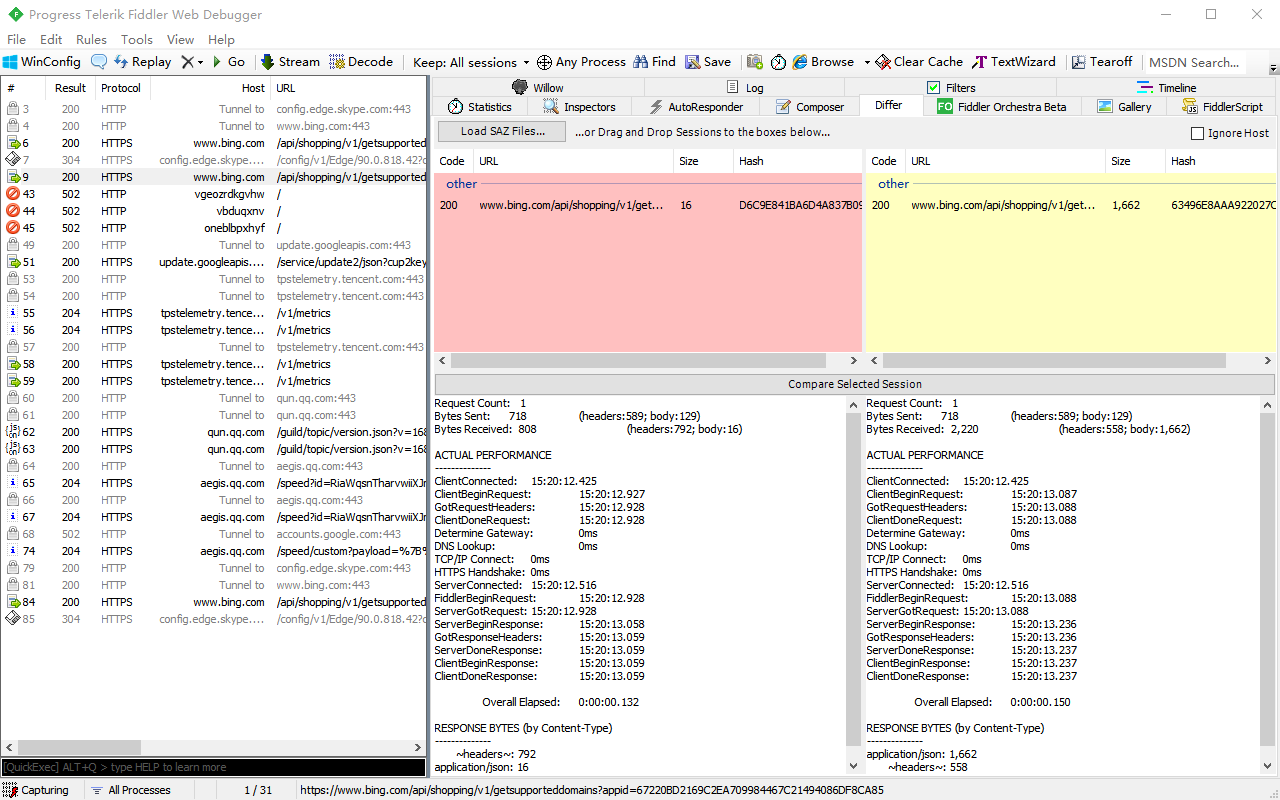 Progress Telerik Fiddler Web Debugger
File Edit Rules Tools View Help
WinConfig Replay Go Stream Decode Keep: All sessions Any Process Find Save Browse Clear Cache TextWizard Tearoff MSDN Search...
# Result Protocol Host URL
3 200 HTTP Tunnel to config.edge.skype.com:443
4 200 HTTP Tunnel to www.bing.com:443
6 200 HTTPS www.bing.com /api/shopping/v1/getsupported
7 304 HTTPS config.edge.skype.... /config/v1/Edge/90.0.818.42?c
9 200 HTTPS www.bing.com /api/shopping/v1/getsupported
43 502 HTTP vgeozrdkgvhw /
44 502 HTTP vbduqxnv /
45 502 HTTP oneblbpxhyf /
49 200 HTTP Tunnel to update.googleapis.com:443
51 200 HTTPS update.googleapis.... /service/update2/json?cup2key
53 200 HTTP Tunnel to tpstelemetry.tencent.com:443
54 200 HTTP Tunnel to tpstelemetry.tencent.com:443
55 204 HTTPS tpstelemetry.tence... /v1/metrics
56 204 HTTPS tpstelemetry.tence... /v1/metrics
57 200 HTTP Tunnel to tpstelemetry.tencent.com:443
58 200 HTTPS tpstelemetry.tence... /v1/metrics
59 200 HTTPS tpstelemetry.tence... /v1/metrics
60 200 HTTP Tunnel to qun.qq.com:443
61 200 HTTP Tunnel to qun.qq.com:443
62 200 HTTPS qun.qq.com /guild/topic/version.json?v=168
63 200 HTTPS qun.qq.com /guild/topic/version.json?v=168
64 200 HTTP Tunnel to aegis.qq.com:443
65 204 HTTPS aegis.qq.com /speed?id=RiaWqsnTharvwiiXJr
66 200 HTTP Tunnel to aegis.qq.com:443
67 204 HTTPS aegis.qq.com /speed?id=RiaWqsnTharvwiiXJr
68 502 HTTP Tunnel to accounts.google.com:443
74 204 HTTPS aegis.qq.com /speed/custom?payload=%7B%
79 200 HTTP Tunnel to config.edge.skype.com:443
81 200 HTTP Tunnel to www.bing.com:443
84 200 HTTPS www.bing.com /api/shopping/v1/getsupported
85 304 HTTPS config.edge.skype.... /config/v1/Edge/90.0.818.42?c
[QuickExec] ALT+Q > type HELP to learn more
Willow Log Filters Timeline
Statistics Inspectors AutoResponder Composer Differ FO Fiddler Orchestra Beta Gallery JS FiddlerScript
Load SAZ Files... ...or Drag and Drop Sessions to the boxes below... Ignore Host
Code URL Size Hash
other
200 www.bing.com/api/shopping/v1/get... 16 D6C9E841BA6D4A837B09
Code URL Size Hash
other
200 www.bing.com/api/shopping/v1/get... 1,662 63496E8AAA922027C
Compare Selected Session
Request Count: 1
Bytes Sent: 718 (headers:589; body:129)
Bytes Received: 808 (headers:792; body:16)
ACTUAL PERFORMANCE
--------------
ClientConnected: 15:20:12.425
ClientBeginRequest: 15:20:12.927
GotRequestHeaders: 15:20:12.928
ClientDoneRequest: 15:20:12.928
Determine Gateway: 0ms
DNS Lookup: 0ms
TCP/IP Connect: 0ms
HTTPS Handshake: 0ms
ServerConnected: 15:20:12.516
FiddlerBeginRequest: 15:20:12.928
ServerGotRequest: 15:20:12.928
ServerBeginResponse: 15:20:13.058
GotResponseHeaders: 15:20:13.059
ServerDoneResponse: 15:20:13.059
ClientBeginResponse: 15:20:13.059
ClientDoneResponse: 15:20:13.059
Overall Elapsed: 0:00:00.132
RESPONSE BYTES (by Content-Type)
--------------
~headers~: 792
application/json: 16
Request Count: 1
Bytes Sent: 718 (headers:589; body:129)
Bytes Received: 2,220 (headers:558; body:1,662)
ACTUAL PERFORMANCE
--------------
ClientConnected: 15:20:12.425
ClientBeginRequest: 15:20:13.087
GotRequestHeaders: 15:20:13.088
ClientDoneRequest: 15:20:13.088
Determine Gateway: 0ms
DNS Lookup: 0ms
TCP/IP Connect: 0ms
HTTPS Handshake: 0ms
ServerConnected: 15:20:12.516
FiddlerBeginRequest: 15:20:13.088
ServerGotRequest: 15:20:13.088
ServerBeginResponse: 15:20:13.236
GotResponseHeaders: 15:20:13.236
ServerDoneResponse: 15:20:13.237
ClientBeginResponse: 15:20:13.237
ClientDoneResponse: 15:20:13.237
Overall Elapsed: 0:00:00.150
RESPONSE BYTES (by Content-Type)
--------------
application/json: 1,662
~headers~: 558
Capturing All Processes 1 / 31 https://www.bing.com/api/shopping/v1/getsupporteddomains?appid=67220BD2169C2EA709984467C21494086DF8CA85